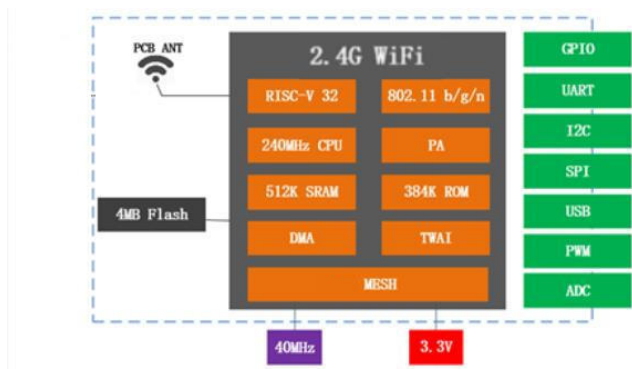 PCB ANT
2.4G WiFi
RISC-V 32
802.11 b/g/n
240MHz CPU
PA
512K SRAM
384K ROM
DMA
TWAI
MESH
4MB Flash
40MHz
3.3V
GPIO
UART
I2C
SPI
USB
PWM
ADC